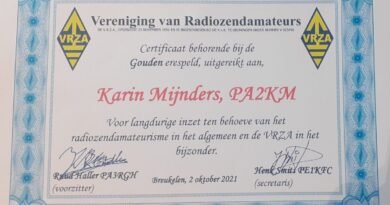 Vereniging van Radiozendamateurs
VRZA
VRZA
Certificaat behorende bij de
Gouden erespeld, uitgereikt aan,
Karin Mijnders, PA2KM
Voor langdurige inzet ten behoeve van het
radiozendamateurisme in het algemeen en de VRZA in het
bijzonder.
Ruud Haller PA3RGH
(voorzitter)
Henk Smit PE1KFC
(secretaris)
Breukelen, 2 oktober 2021